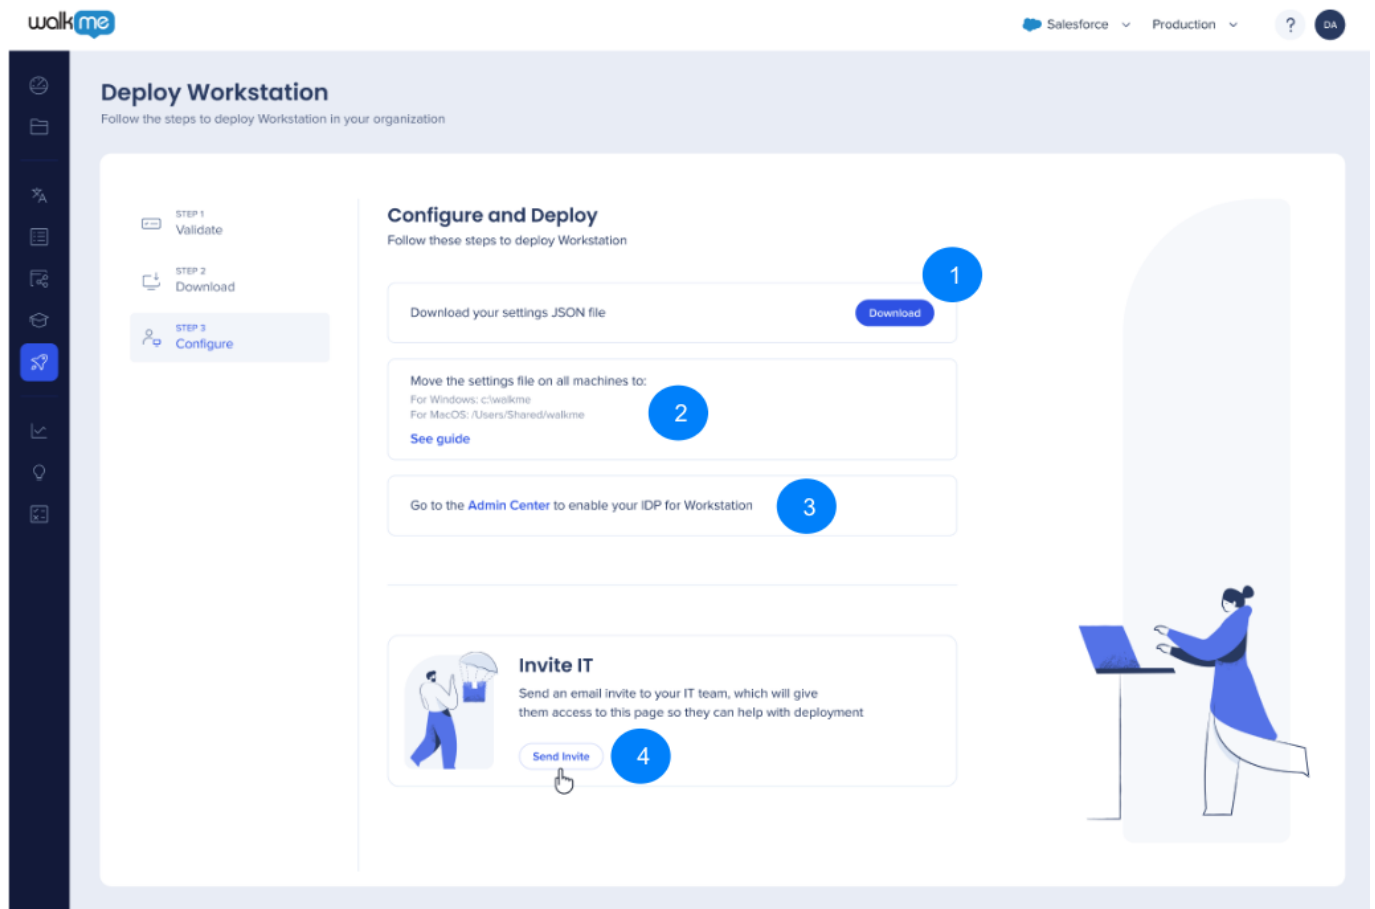 walkme
Salesforce
Production
?
DA
Deploy Workstation
Follow the steps to deploy Workstation in your organization
STEP 1
Validate
STEP 2
Download
STEP 3
Configure
Configure and Deploy
Follow these steps to deploy Workstation
1
Download your settings JSON file
Download
Move the settings file on all machines to:
For Windows: c:\walkme
For MacOS: /Users/Shared/walkme
See guide
2
Go to the Admin Center to enable your IDP for Workstation
3
Invite IT
Send an email invite to your IT team, which will give
them access to this page so they can help with deployment
Send Invite
4